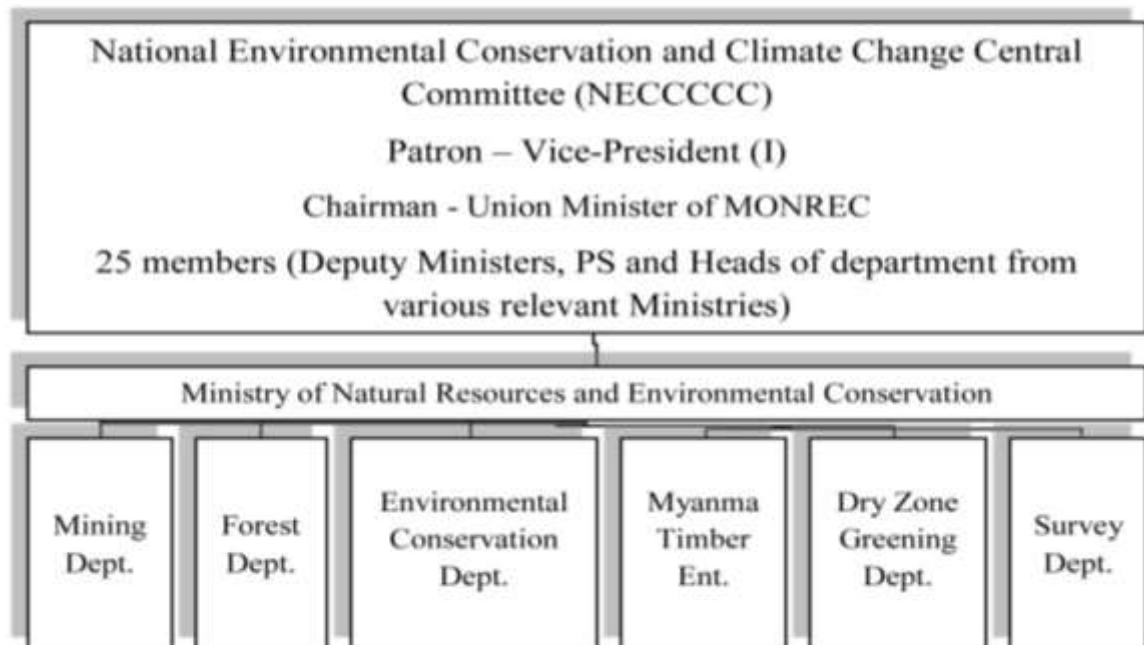 National Environmental Conservation and Climate Change Central
Committee (NECCCCC)
Patron – Vice-President (I)
Chairman - Union Minister of MONREC
25 members (Deputy Ministers, PS and Heads of department from
various relevant Ministries)
Ministry of Natural Resources and Environmental Conservation
Mining
Dept.
Forest
Dept.
Environmental
Conservation
Dept.
Myanma
Timber
Ent.
Dry Zone
Greening
Dept.
Survey
Dept.